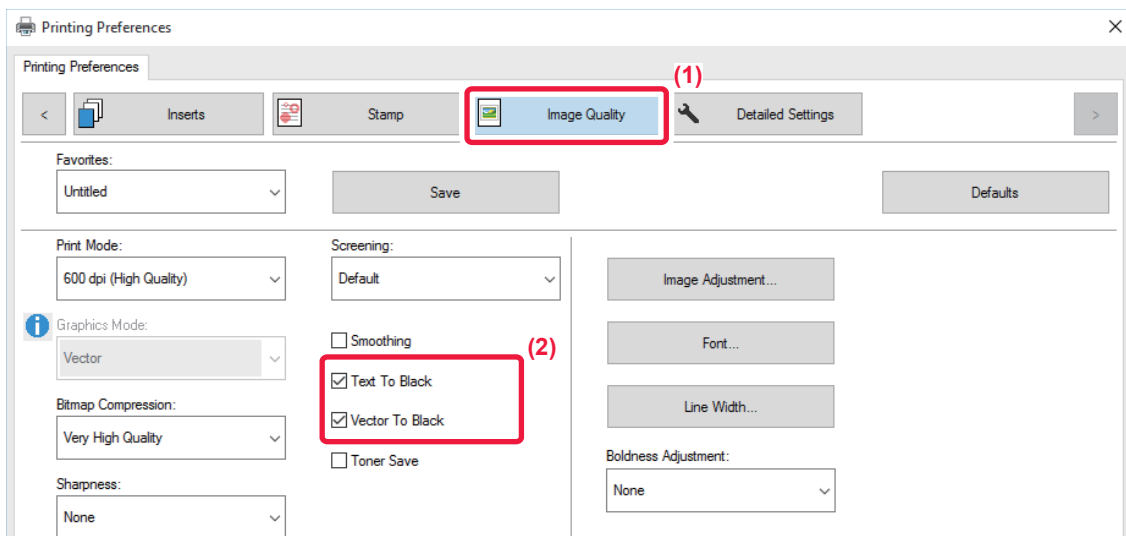 Printing Preferences
Printing Preferences
(1)
< Inserts Stamp Image Quality Detailed Settings >
Favorites:
Untitled Save Defaults
Print Mode: Screening:
600 dpi (High Quality) Default Image Adjustment...
Graphics Mode:
Vector
Smoothing
Font...
(2)
Text To Black
Bitmap Compression:
Very High Quality
Vector To Black
Line Width...
Toner Save
Boldness Adjustment:
None
Sharpness:
None